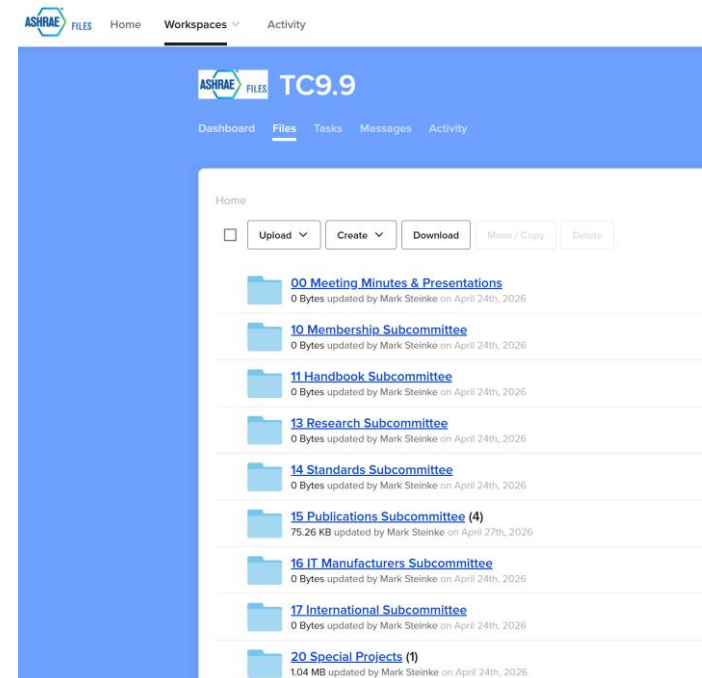 ASHRAE FILES Home Workspaces Activity
ASHRAE FILES TC9.9
Dashboard Files Tasks Messages Activity
Home
Upload Create Download Move / Copy Delete
00 Meeting Minutes & Presentations
0 Bytes updated by Mark Steinke on April 24th, 2026
10 Membership Subcommittee
0 Bytes updated by Mark Steinke on April 24th, 2026
11 Handbook Subcommittee
0 Bytes updated by Mark Steinke on April 24th, 2026
13 Research Subcommittee
0 Bytes updated by Mark Steinke on April 24th, 2026
14 Standards Subcommittee
0 Bytes updated by Mark Steinke on April 24th, 2026
15 Publications Subcommittee (4)
75.26 KB updated by Mark Steinke on April 27th, 2026
16 IT Manufacturers Subcommittee
0 Bytes updated by Mark Steinke on April 24th, 2026
17 International Subcommittee
0 Bytes updated by Mark Steinke on April 24th, 2026
20 Special Projects (1)
1.04 MB updated by Mark Steinke on April 24th, 2026